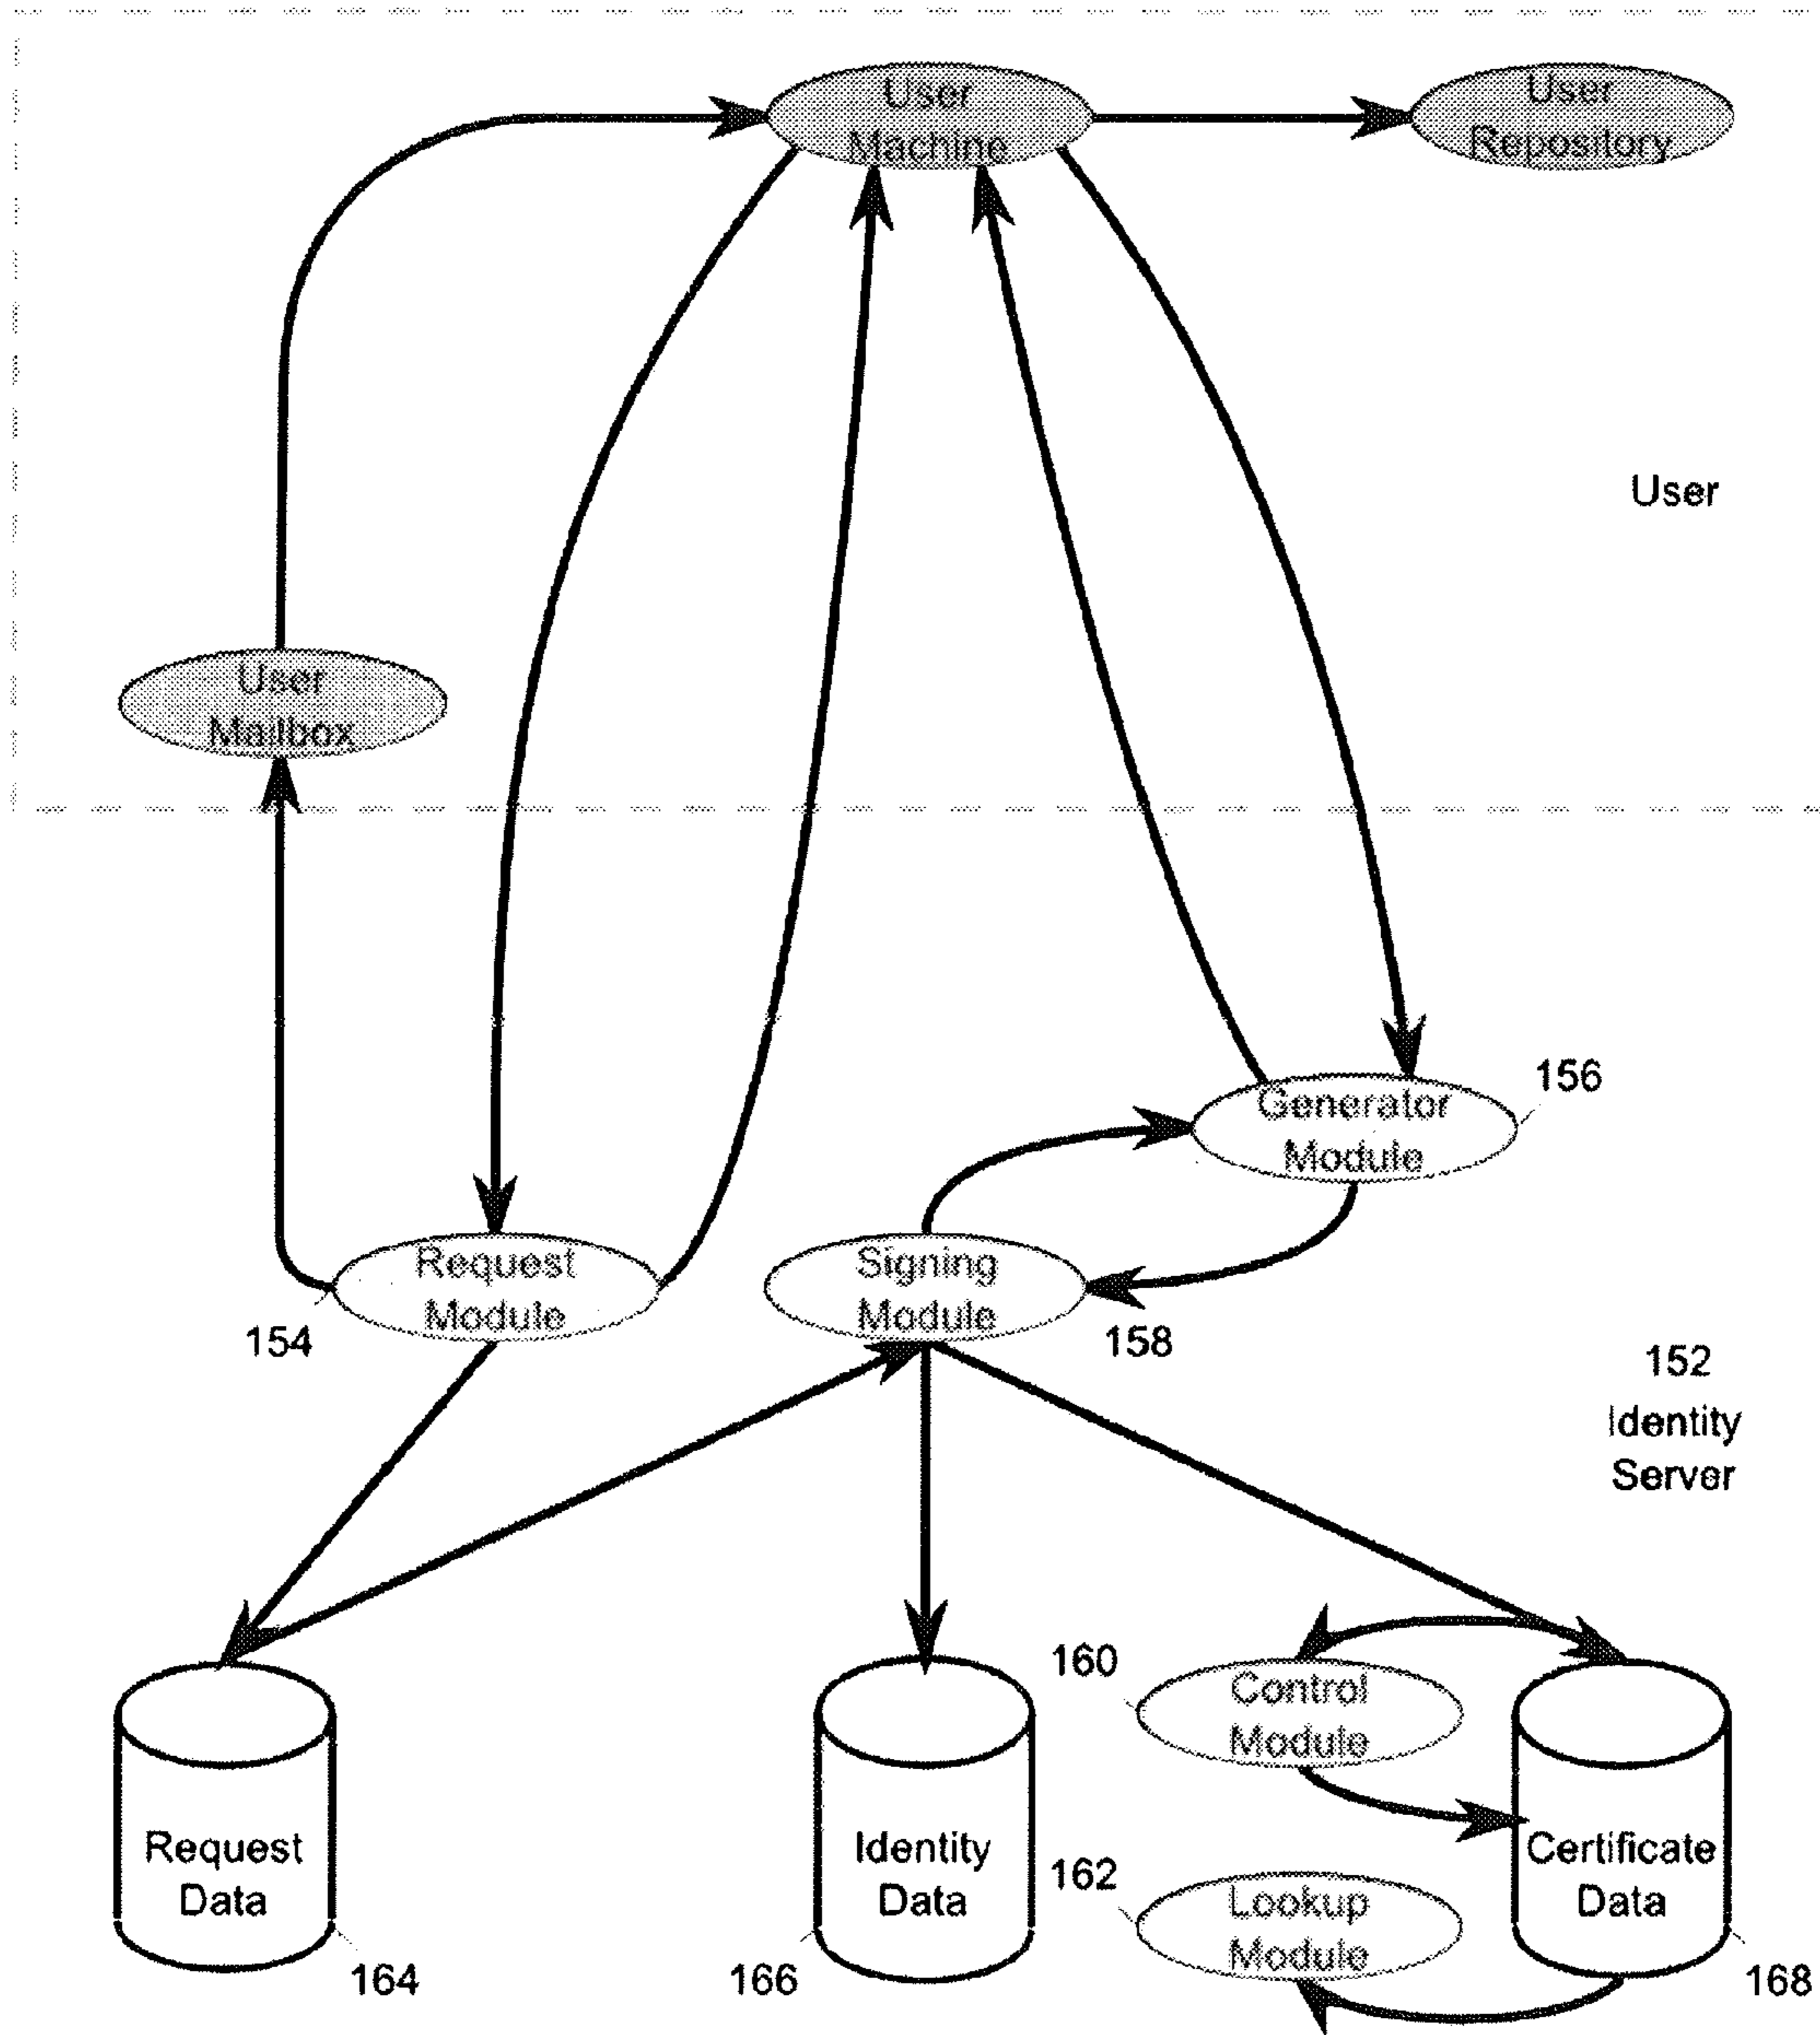 User
Machine
User
Repository
User
User
Mailbox
156
Generator
Module
Request
Module
154
Signing
Module
158
152
Identity
Server
160
Control
Module
Request
Data
164
Identity
Data
166
162
Lookup
Module
Certificate
Data
168